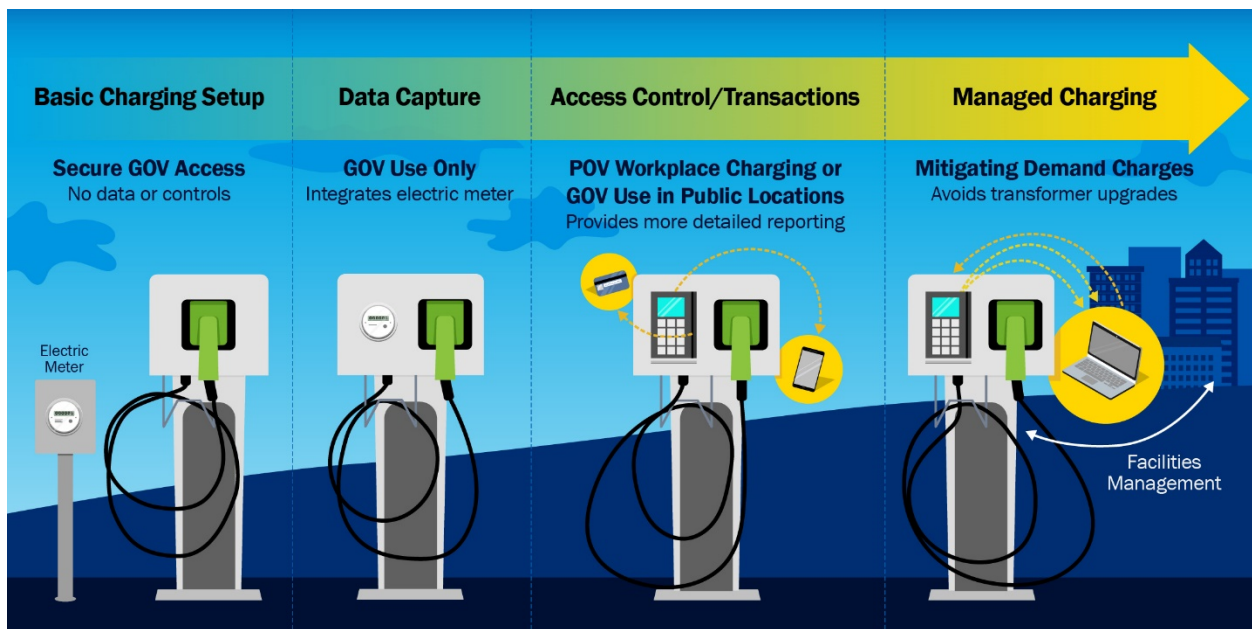 Basic Charging Setup
Data Capture
Access Control/Transactions
Managed Charging
Secure GOV Access
No data or controls
GOV Use Only
Integrates electric meter
POV Workplace Charging or
GOV Use in Public Locations
Provides more detailed reporting
Mitigating Demand Charges
Avoids transformer upgrades
Electric
Meter
Facilities
Management